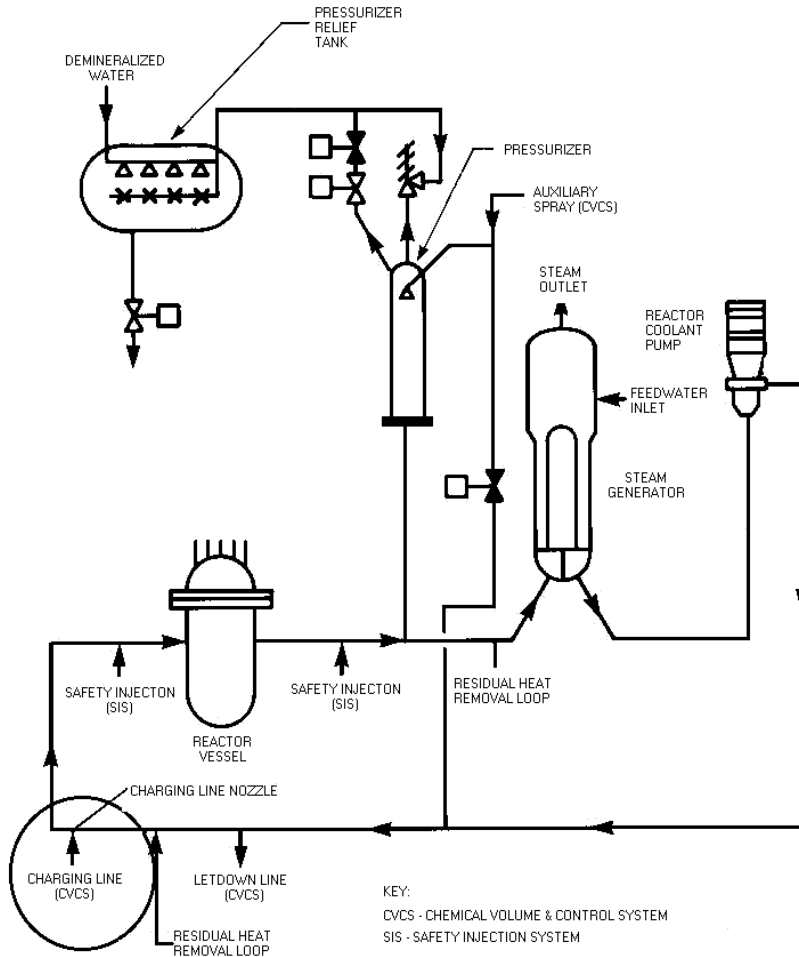 PRESSURIZER
RELIEF
TANK
DEMINERALIZED
WATER
PRESSURIZER
AUXILIARY
SPRAY (CVCS)
STEAM
OUTLET
REACTOR
COOLANT
PUMP
FEEDWATER
INLET
STEAM
GENERATOR
SAFETY INJECTON
(SIS)
SAFETY INJECTON
(SIS)
RESIDUAL HEAT
REMOVAL LOOP
REACTOR
VESSEL
CHARGING LINE NOZZLE
CHARGING LINE
(CVCS)
LETDOWN LINE
(CVCS)
RESIDUAL HEAT
REMOVAL LOOP
KEY:
CVCS - CHEMICAL VOLUME & CONTROL SYSTEM
SIS - SAFETY INJECTION SYSTEM